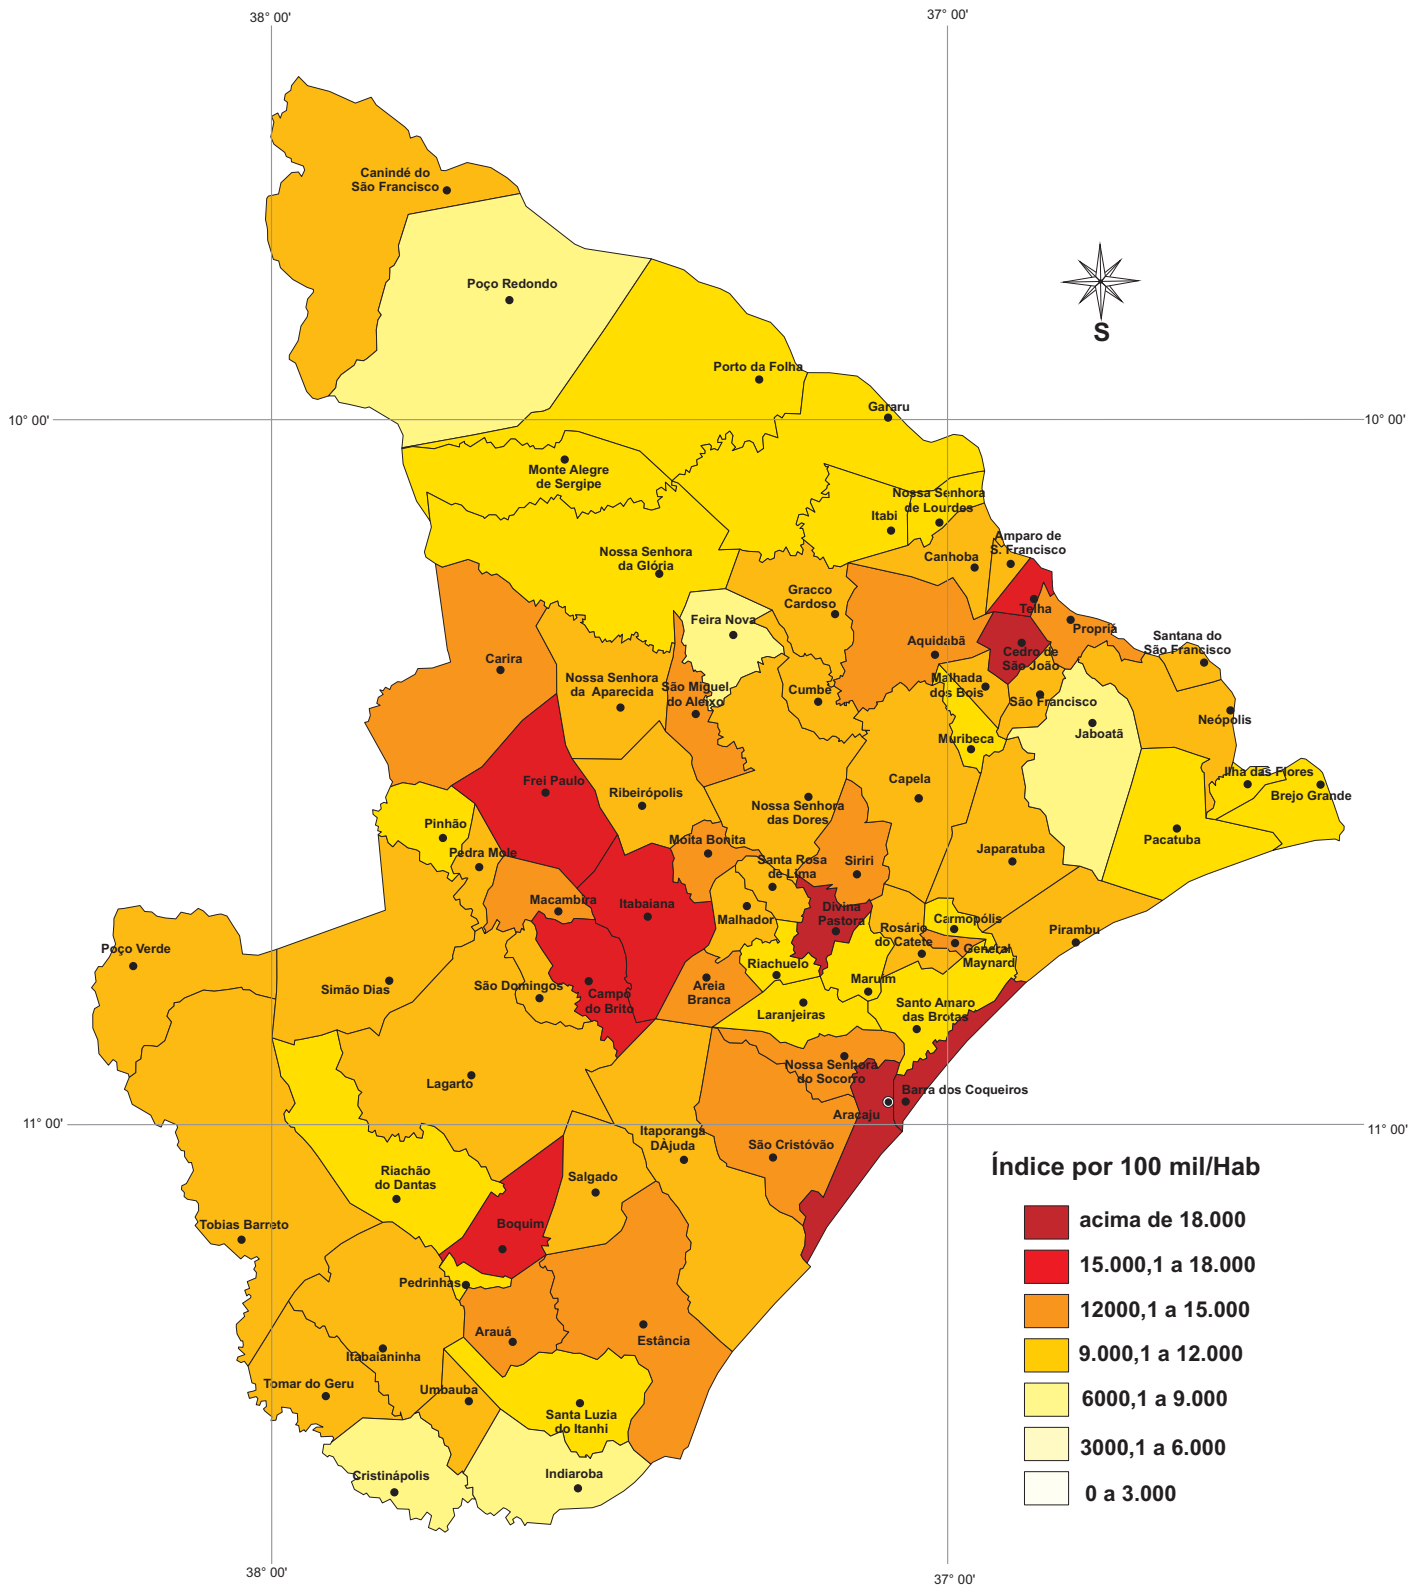 38° 00'
37° 00'
Canindé do
São Francisco
Poço Redondo
S
Porto da Folha
Gararu
10° 00'
10° 00'
Monte Alegre
de Sergipe
Nossa Senhora
de Lourdes
Itabi
Amparo de
S. Francisco
Nossa Senhora
da Glória
Canhoba
Gracco
Cardoso
Telha
Feira Nova
Propriá
Aquidabã
Santana do
São Francisco
Cedro de
São João
Carira
Nossa Senhora
da Aparecida
São Miguel
do Aleixo
Cumbe
Malhada
dos Bois
São Francisco
Neópolis
Jaboatã
Muribeca
Frei Paulo
Ribeirópolis
Capela
Ilha das Flores
Brejo Grande
Nossa Senhora
das Dores
Pinhão
Moita Bonita
Pacatuba
Pedra Mole
Santa Rosa
de Lima
Siriri
Japaratuba
Macambira
Itabaiana
Divina
Pastora
Malhador
Carmopólis
Rosário
do Catete
Pirambu
General
Maynard
Poço Verde
Riachuelo
Simão Dias
São Domingos
Campo
do Brito
Areia
Branca
Maruim
Laranjeiras
Santo Amaro
das Brotas
Nossa Senhora
do Socorro
Lagarto
Barra dos Coqueiros
Aracaju
11° 00'
11° 00'
Itaporanga
DÀjuda
São Cristóvão
Riachão
do Dantas
Salgado
Índice por 100 mil/Hab
Tobias Barreto
Boquim
acima de 18.000
15.000,1 a 18.000
Pedrinhas
12000,1 a 15.000
Arauá
Estância
9.000,1 a 12.000
Itabaianinha
Tomar do Geru
Umbauba
6000,1 a 9.000
Santa Luzia
do Itanhi
3000,1 a 6.000
Cristinápolis
Indiaroba
0 a 3.000
38° 00'
37° 00'